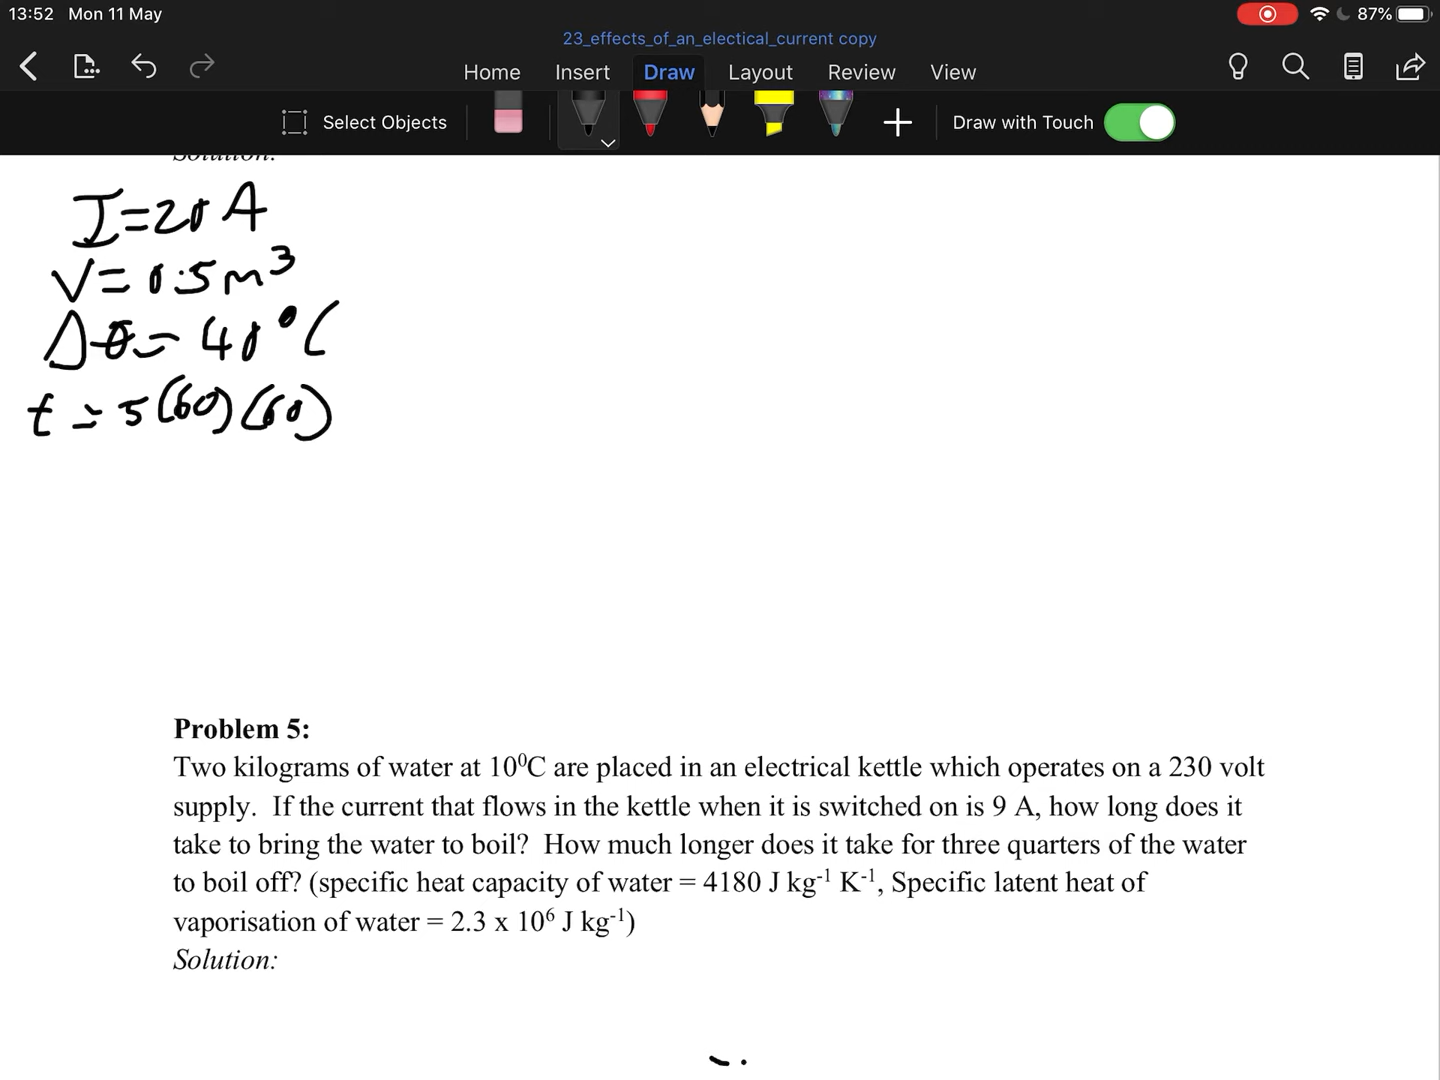 13:52 Mon 11 May 87%
23_effects_of_an_electical_current copy
Home Insert Draw Layout Review View
Select Objects Draw with Touch
Solution:
I=20A
V=0.5m³
Δθ=40°C
t=5(60)(60)
Problem 5:
Two kilograms of water at 10⁰C are placed in an electrical kettle which operates on a 230 volt
supply. If the current that flows in the kettle when it is switched on is 9 A, how long does it
take to bring the water to boil? How much longer does it take for three quarters of the water
to boil off? (specific heat capacity of water = 4180 J kg⁻¹ K⁻¹, Specific latent heat of
vaporisation of water = 2.3 x 10⁶ J kg⁻¹)
Solution: